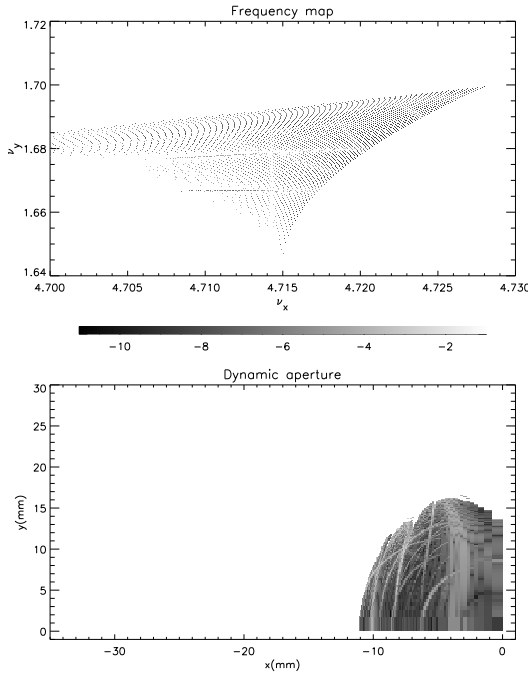 Frequency map
1.72
1.70
1.68
1.66
1.64
ν_y
4.700 4.705 4.710 4.715 4.720 4.725 4.730
ν_x
−10 −8 −6 −4 −2
Dynamic aperture
30
25
20
15
10
5
0
y(mm)
−30 −20 −10 0
x(mm)